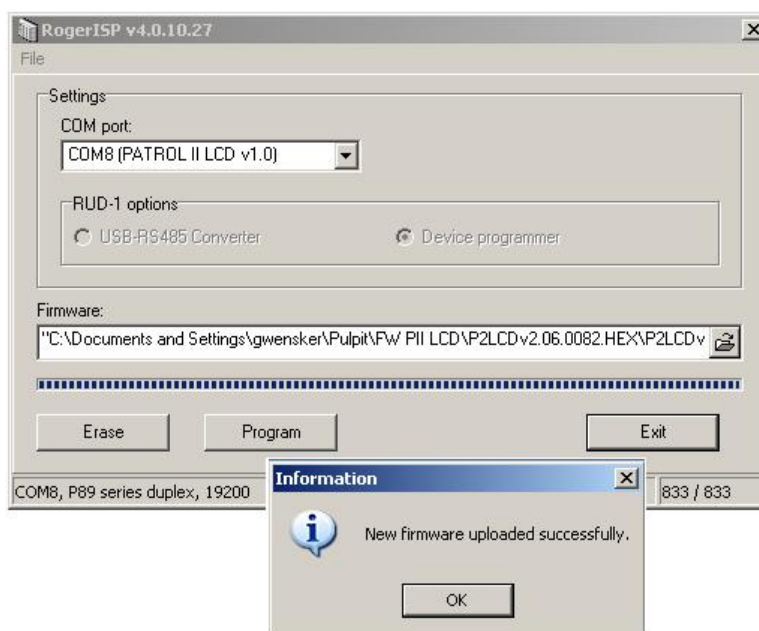 RogerISP v4.0.10.27
File
Settings
COM port:
COM8 (PATROL II LCD v1.0)
RUD-1 options
USB-RS485 Converter
Device programmer
Firmware:
"C:\Documents and Settings\gwensker\Pulpit\FW PII LCD\P2LCDv2.06.0082.HEX\P2LCDv
Erase
Program
Exit
COM8, P89 series duplex, 19200
833 / 833
Information
New firmware uploaded successfully.
OK